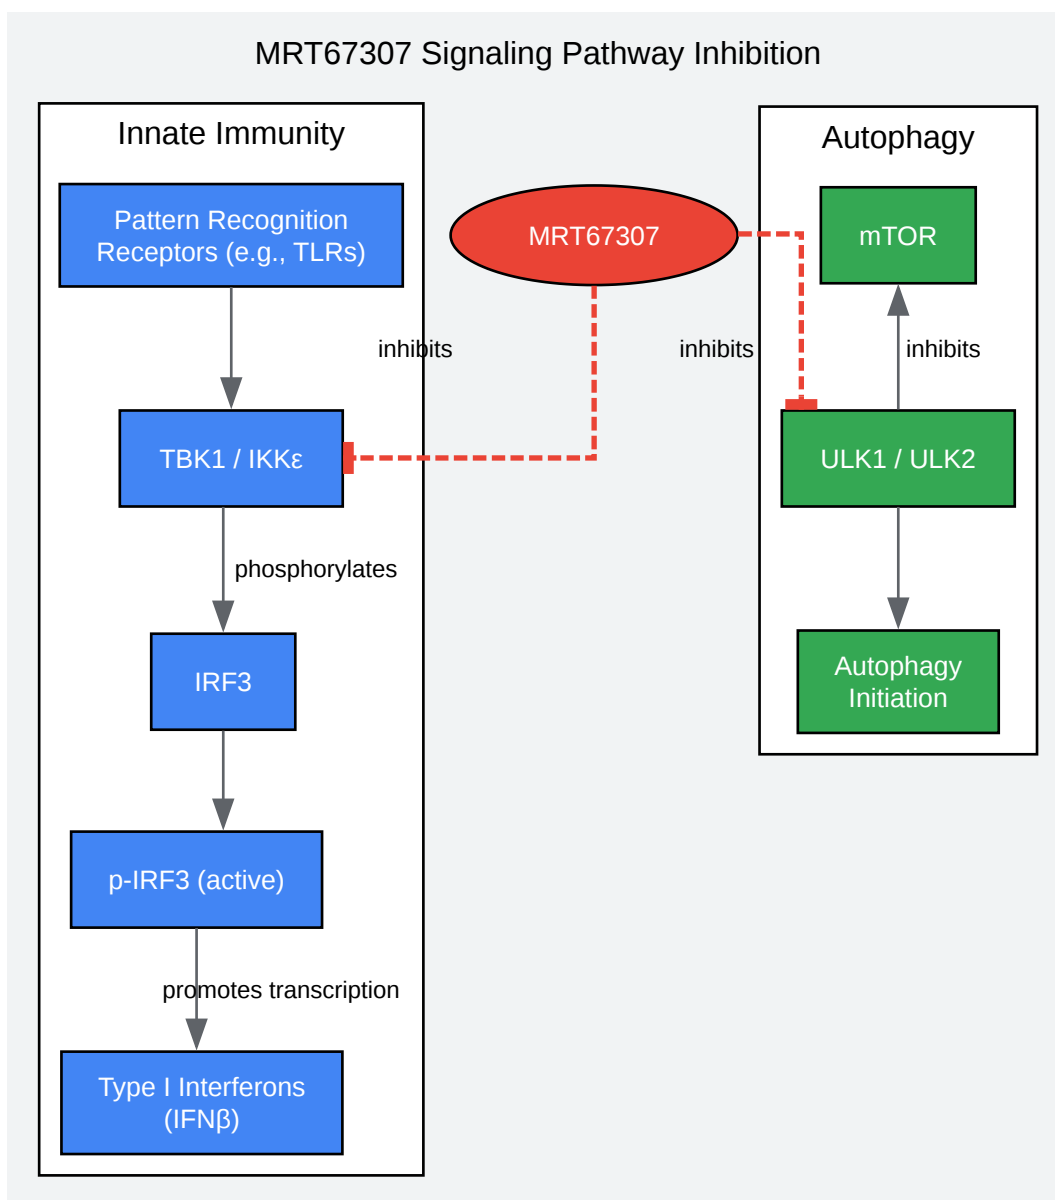 MRT67307 Signaling Pathway Inhibition
Innate Immunity
Pattern Recognition
Receptors (e.g., TLRs)
inhibits
TBK1 / IKKε
phosphorylates
IRF3
p-IRF3 (active)
promotes transcription
Type I Interferons
(IFNβ)
MRT67307
inhibits
Autophagy
mTOR
inhibits
ULK1 / ULK2
Autophagy
Initiation